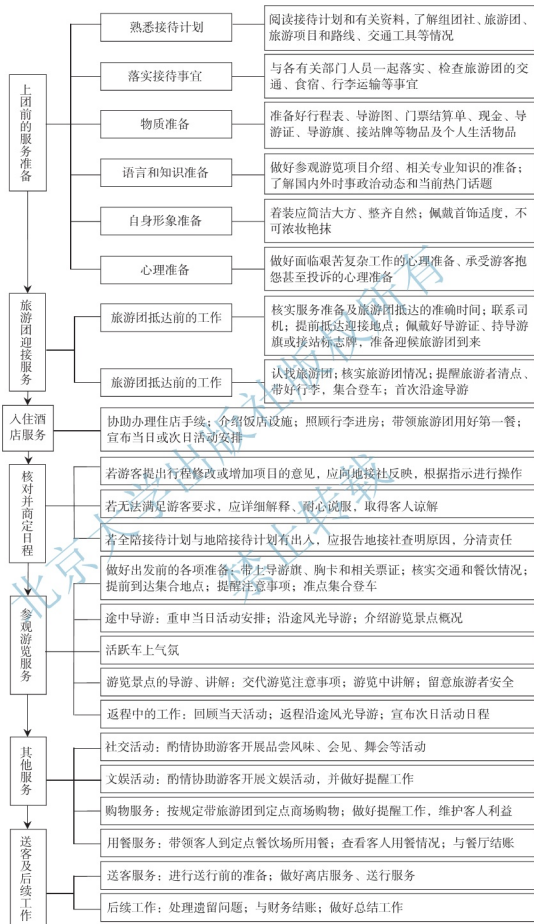 上团前的服务准备
熟悉接待计划
阅读接待计划和有关资料，了解组团社、旅游团、
旅游项目和路线、交通工具等情况
落实接待事宜
与各有关部门人员一起落实、检查旅游团的交
通、食宿、行李运输等事宜
物质准备
准备好行程表、导游图、门票结算单、现金、导
游证、导游旗、接站牌等物品及个人生活物品
语言和知识准备
做好参观游览项目介绍、相关专业知识的准备；
了解国内外时事政治动态和当前热门话题
自身形象准备
着装应简洁大方、整齐自然；佩戴首饰适度，不
可浓妆艳抹
心理准备
做好面临艰苦复杂工作的心理准备、承受游客抱
怨甚至投诉的心理准备
旅游团迎接服务
旅游团抵达前的工作
核实服务准备及旅游团抵达的准确时间；联系司
机；提前抵达迎接地点；佩戴好导游证、持导游
旗或接站标志牌，准备迎候旅游团到来
旅游团抵达前的工作
认找旅游团；核实旅游团情况；提醒旅游者清点、
带好行李，集合登车；首次沿途导游
入住酒
店服务
协助办理住店手续；介绍饭店设施；照顾行李进房；带领旅游团用好第一餐；
宣布当日或次日活动安排
核对并商定日程
若游客提出行程修改或增加项目的意见，应向地接社反映，根据指示进行操作
若无法满足游客要求，应详细解释、耐心说服，取得客人谅解
若全陪接待计划与地陪接待计划有出入，应报告地接社查明原因，分清责任
参观游览服务
做好出发前的各项准备：带上导游旗、胸卡和相关票证；核实交通和餐饮情况；
提前到达集合地点；提醒注意事项；准点集合登车
途中导游：重申当日活动安排；沿途风光导游；介绍游览景点概况
活跃车上气氛
游览景点的导游、讲解：交代游览注意事项；游览中讲解；留意旅游者安全
返程中的工作：回顾当天活动；返程沿途风光导游；宣布次日活动日程
其他服务
社交活动：酌情协助游客开展品尝风味、会见、舞会等活动
文娱活动：酌情协助游客开展文娱活动，并做好提醒工作
购物服务：按规定带旅游团到定点商场购物；做好提醒工作，维护客人利益
用餐服务：带领客人到定点餐饮场所用餐；查看客人用餐情况；与餐厅结账
送客及后续工作
送客服务：进行送行前的准备；做好离店服务、送行服务
后续工作：处理遗留问题；与财务结账；做好总结工作
北京大学出版社版权所有
禁止转载